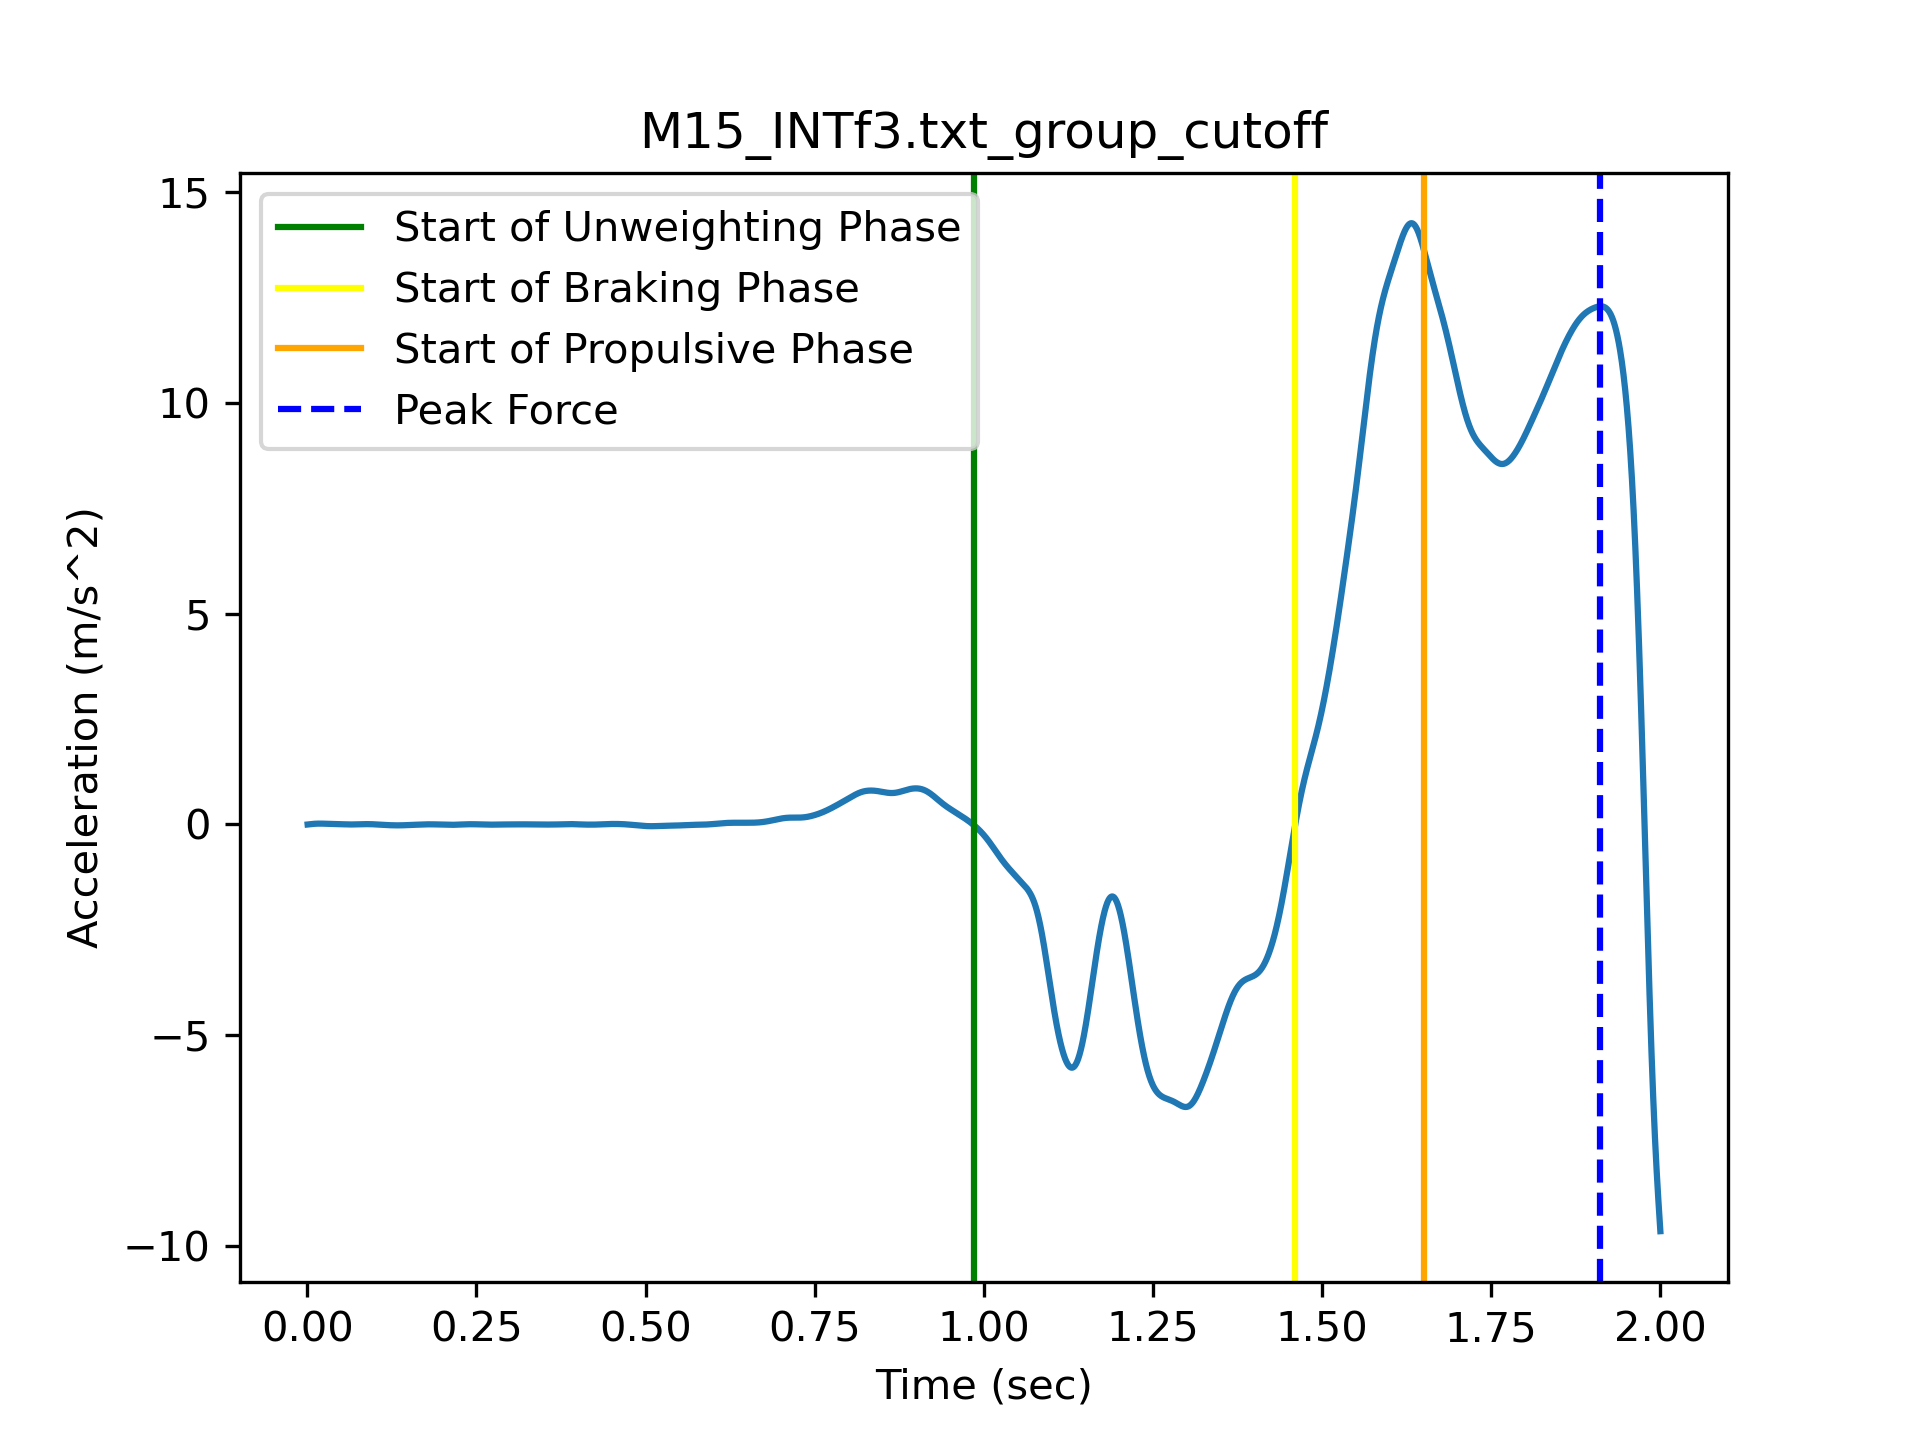 M15_INTf3.txt_group_cutoff
Start of Unweighting Phase
Start of Braking Phase
Start of Propulsive Phase
Peak Force
15
10
5
0
−5
−10
Acceleration (m/s^2)
0.00 0.25 0.50 0.75 1.00 1.25 1.50 1.75 2.00
Time (sec)